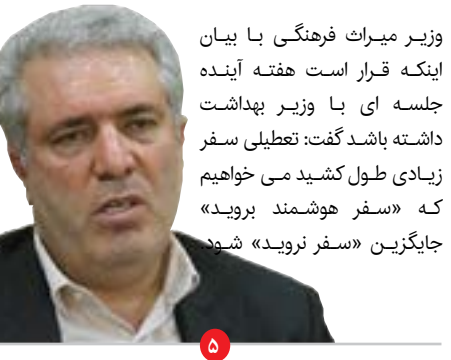 وزیر میراث فرهنگی با بیان
اینکه قرار است هفته آینده
جلسه ای با وزیر بهداشت
داشته باشد گفت: تعطیلی سفر
زیادی طول کشید می خواهیم
که «سفر هوشمند بروید»
جایگزین «سفر نروید» شود.
۵